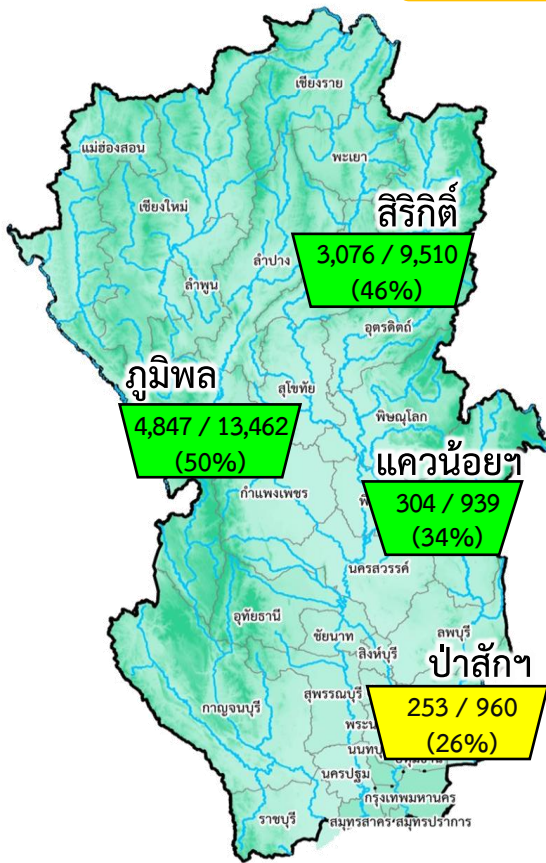 เชียงราย
แม่ฮ่องสอน
พะเยา
เชียงใหม่
สิริกิติ์
3,076 / 9,510
(46%)
ลำปาง
ลำพูน
อุตรดิตถ์
ภูมิพล
4,847 / 13,462
(50%)
สุโขทัย
พิษณุโลก
แควน้อยฯ
304 / 939
(34%)
กำแพงเพชร
นครสวรรค์
อุทัยธานี
ชัยนาท
ลพบุรี
สิงห์บุรี
ป่าสักฯ
253 / 960
(26%)
สุพรรณบุรี
กาญจนบุรี
นครปฐม
กรุงเทพมหานคร
ราชบุรี
สมุทรสาคร
สมุทรปราการ